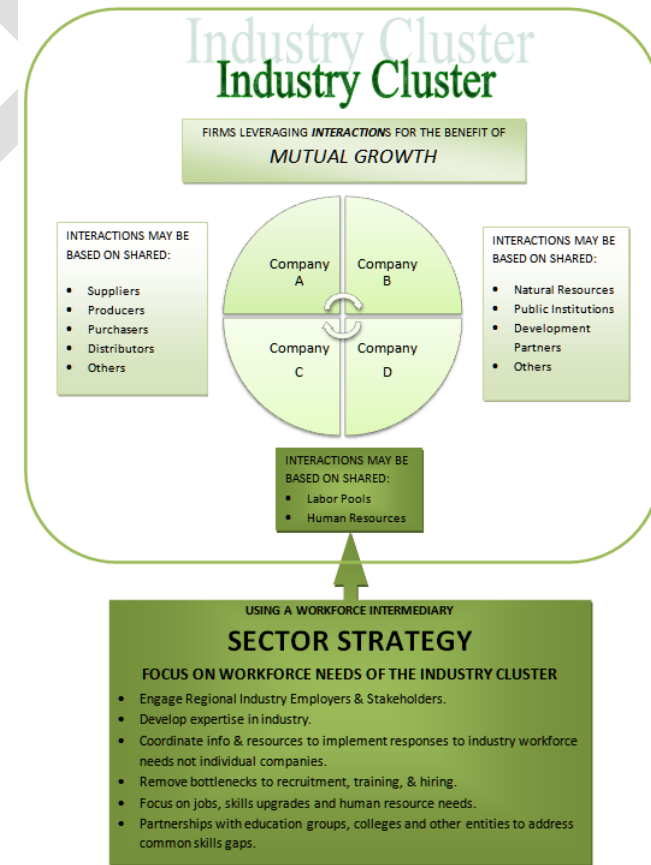 Industry Cluster
Industry Cluster
FIRMS LEVERAGING INTERACTIONS FOR THE BENEFIT OF
MUTUAL GROWTH
INTERACTIONS MAY BE
BASED ON SHARED:
• Suppliers
• Producers
• Purchasers
• Distributors
• Others
Company
A
Company
B
Company
C
Company
D
INTERACTIONS MAY BE
BASED ON SHARED:
• Natural Resources
• Public Institutions
• Development
Partners
• Others
INTERACTIONS MAY BE
BASED ON SHARED:
• Labor Pools
• Human Resources
USING A WORKFORCE INTERMEDIARY
SECTOR STRATEGY
FOCUS ON WORKFORCE NEEDS OF THE INDUSTRY CLUSTER
• Engage Regional Industry Employers & Stakeholders.
• Develop expertise in industry.
• Coordinate info & resources to implement responses to industry workforce
needs not individual companies.
• Remove bottlenecks to recruitment, training, & hiring.
• Focus on jobs, skills upgrades and human resource needs.
• Partnerships with education groups, colleges and other entities to address
common skills gaps.